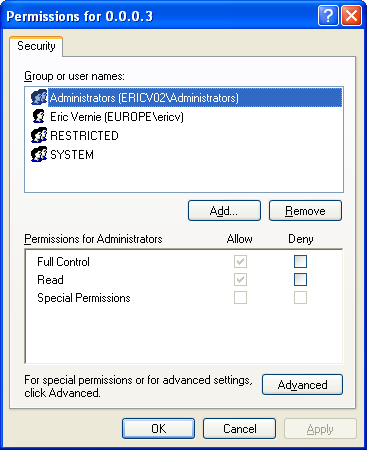 Permissions for 0.0.0.3
Security
Group or user names:
Administrators (ERICV02\Administrators)
Eric Vernie (EUROPE\ericv)
RESTRICTED
SYSTEM
Add...
Remove
Permissions for Administrators Allow Deny
Full Control
Read
Special Permissions
For special permissions or for advanced settings,
click Advanced.
Advanced
OK
Cancel
Apply